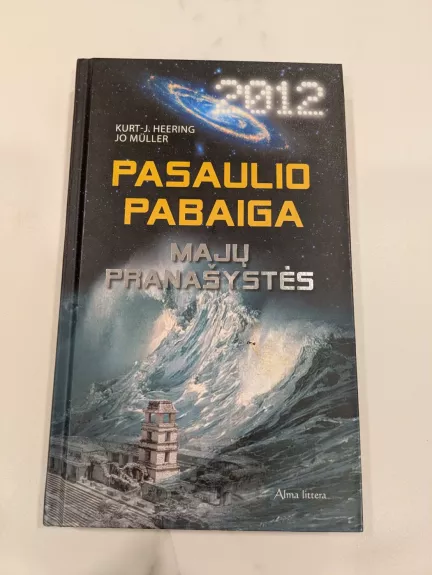 2012
KURT-J. HEERING
JO MÜLLER
PASAULIO
PABAIGA
MAJŲ
PRANAŠYSTĖS
Alma littera